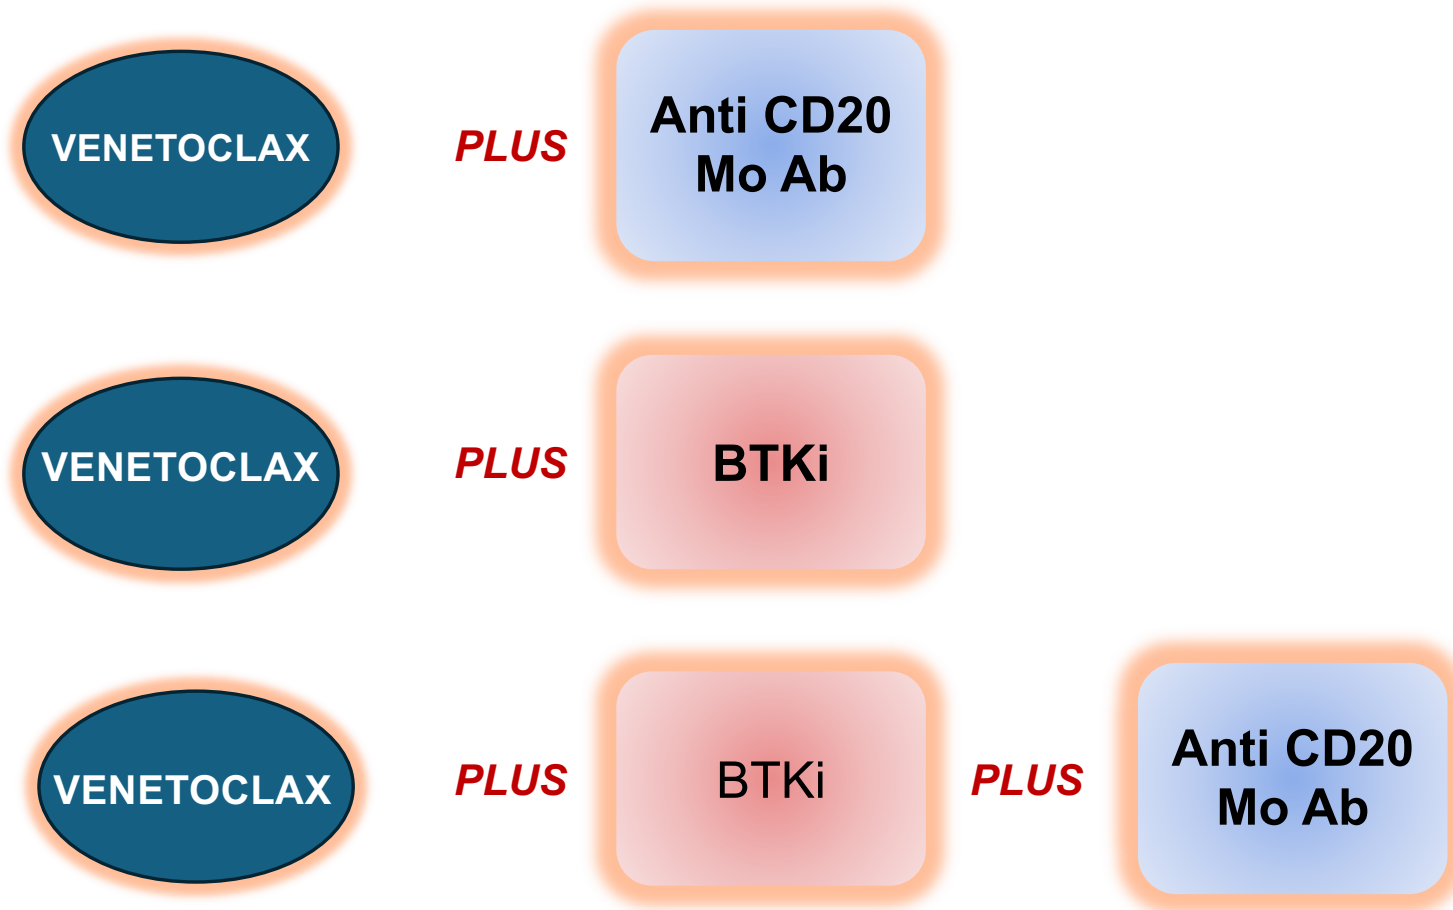 VENETOCLAX
PLUS
Anti CD20
Mo Ab
VENETOCLAX
PLUS
BTKi
VENETOCLAX
PLUS
BTKi
PLUS
Anti CD20
Mo Ab